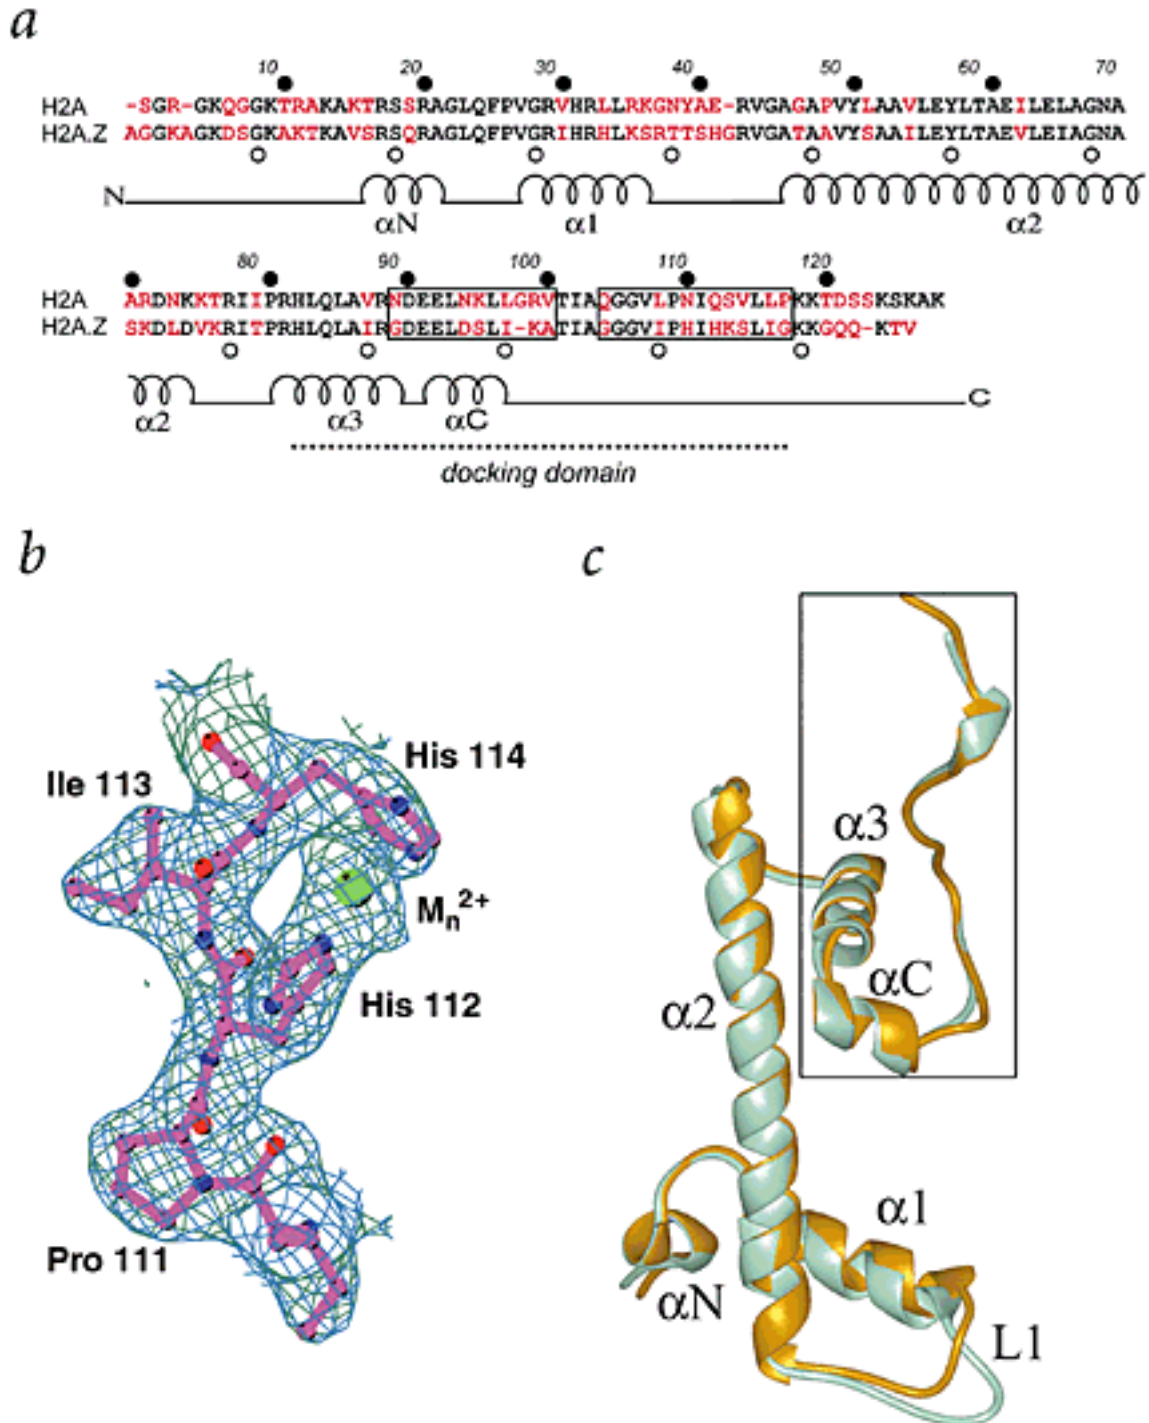 a
10 20 30 40 50 60 70
H2A -SGR-GKQGGKTRAKAKTRSSRAGLQFPVGRVHRLLRKGNYAE-RVGAGAPVYLAAVLEYLTAEILELAGNA
H2A.Z AGGKAGKDSGKAKTKAVSRSQRAGLQFPVGRIHRHLKSRTTSHGRVGATAAVYSAAILEYLTAEVLEIAGNA
N
αN α1 α2
80 90 100 110 120
H2A ARDNKKTRIIPRHLQLAVRNDEELNKLLGRVTIAQGGVLPNIQSVLLPKKTDSSKSKAK
H2A.Z SKDLDVKRITPRHLQLAIRGDEELDSLI-KATIAGGGVIPHIHKSLIGKKGQQ-KTV
α2 α3 αC C
docking domain
b
Ile 113
His 114
Mn2+
His 112
Pro 111
c
α3
αC
α2
α1
αN
L1